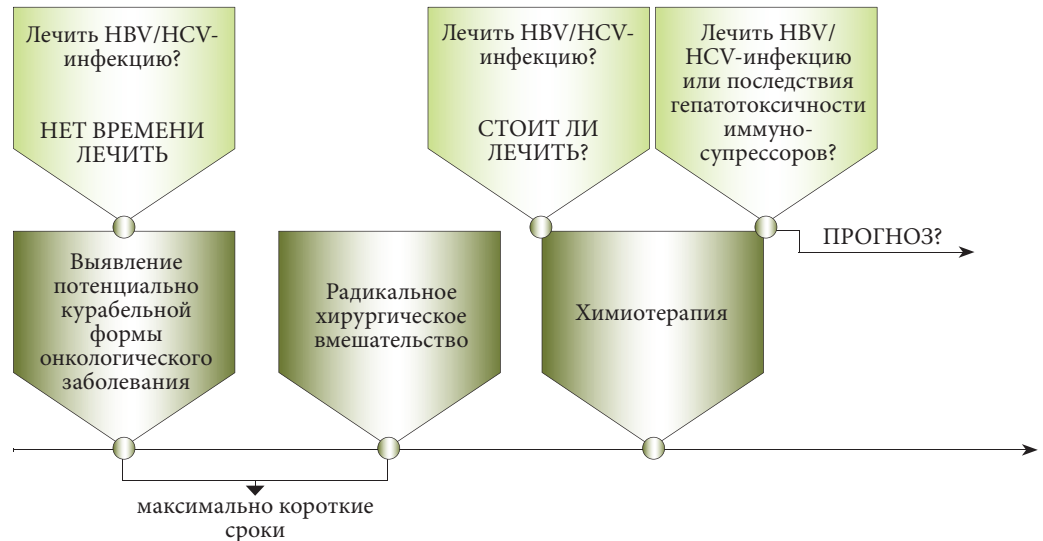 Лечить HBV/HCV-
инфекцию?
НЕТ ВРЕМЕНИ
ЛЕЧИТЬ
Лечить HBV/HCV-
инфекцию?
СТОИТ ЛИ
ЛЕЧИТЬ?
Лечить HBV/
HCV-инфекцию
или последствия
гепатотоксичности
иммуно-
супрессоров?
ПРОГНОЗ?
Выявление
потенциально
курабельной
формы
онкологического
заболевания
Радикальное
хирургическое
вмешательство
Химиотерапия
максимально короткие
сроки